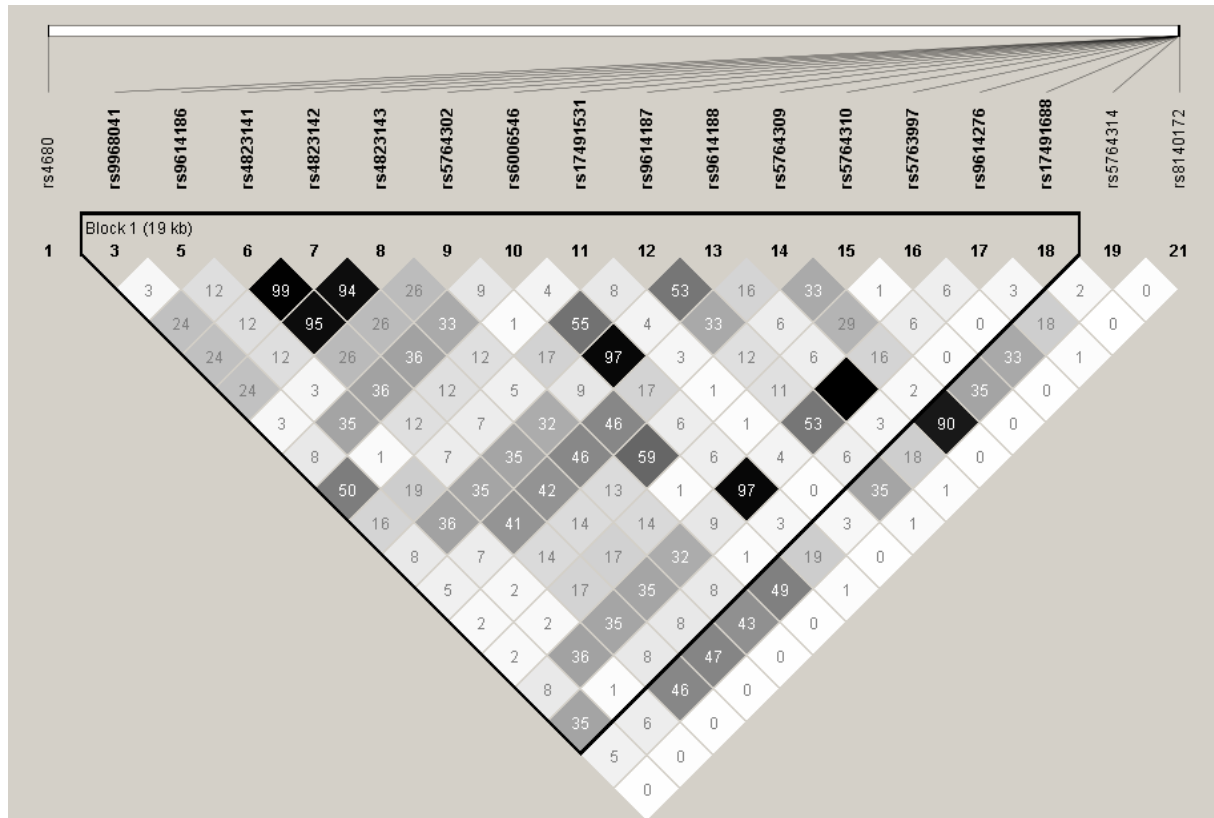 rs4680
rs9968041
rs9614186
rs4823141
rs4823142
rs4823143
rs5764302
rs6006546
rs17491531
rs9614187
rs9614188
rs5764309
rs5764310
rs5763997
rs9614276
rs17491688
rs5764314
rs8140172
Block 1 (19 kb)
1 3 5 6 7 8 9 10 11 12 13 14 15 16 17 18 19 21
3 12 99 94 26 9 4 8 53 16 33 1 6 3 2 0
24 12 95 26 33 1 55 4 33 6 29 6 0 18 0
24 12 26 36 12 17 97 3 12 6 16 0 33 1
24 3 36 12 5 9 17 1 11 2 35 0
3 35 12 7 32 46 6 1 53 3 90 0
8 1 7 35 46 59 6 4 6 18 0
50 19 35 42 13 1 97 0 35 1
16 36 41 14 14 9 3 3 1
8 7 14 17 32 1 19 0
5 2 17 35 8 49 1
2 2 35 8 43 0
2 36 8 47 0
8 1 46 0
35 6 0
5 0
0